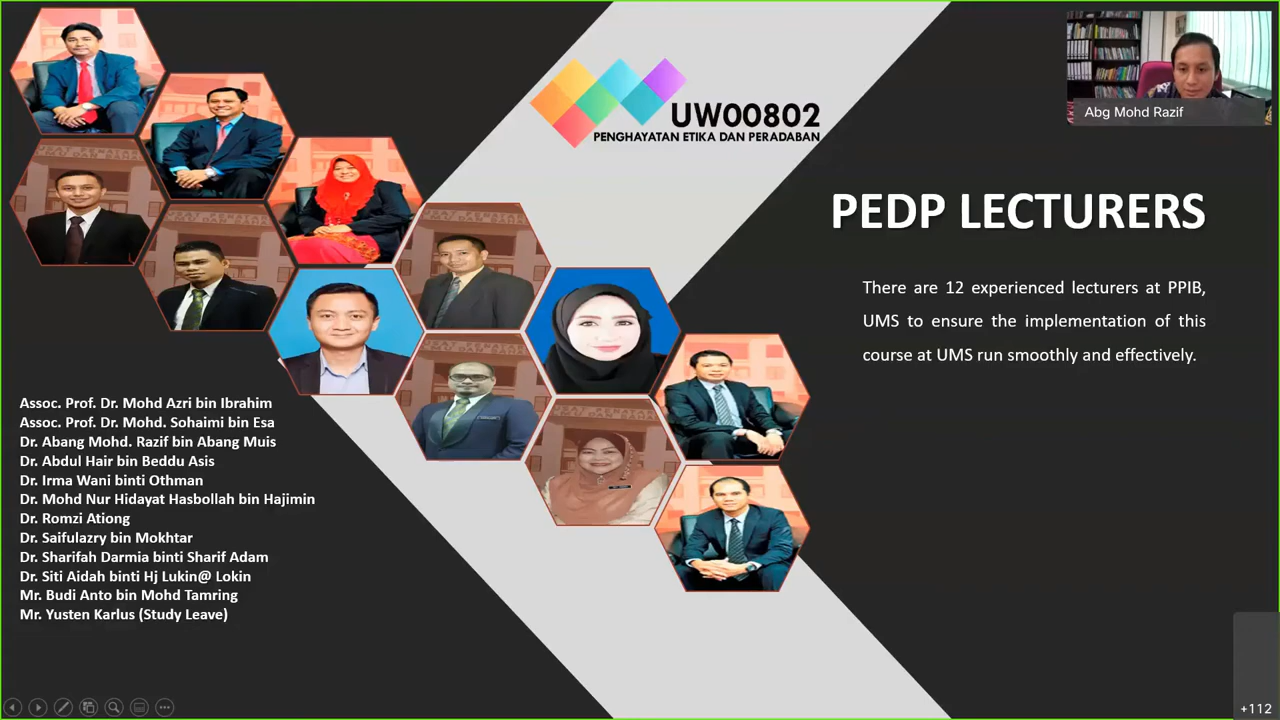 UW00802
PENGHAYATAN ETIKA DAN PERADABAN
Abg Mohd Razif
PEDP LECTURERS
There are 12 experienced lecturers at PPIB,
UMS to ensure the implementation of this
course at UMS run smoothly and effectively.
Assoc. Prof. Dr. Mohd Azri bin Ibrahim
Assoc. Prof. Dr. Mohd. Sohaimi bin Esa
Dr. Abang Mohd. Razif bin Abang Muis
Dr. Abdul Hair bin Beddu Asis
Dr. Irma Wani binti Othman
Dr. Mohd Nur Hidayat Hasbollah bin Hajimin
Dr. Romzi Ationg
Dr. Saifulazry bin Mokhtar
Dr. Sharifah Darmia binti Sharif Adam
Dr. Siti Aidah binti Hj Lukin@ Lokin
Mr. Budi Anto bin Mohd Tamring
Mr. Yusten Karlus (Study Leave)
+112